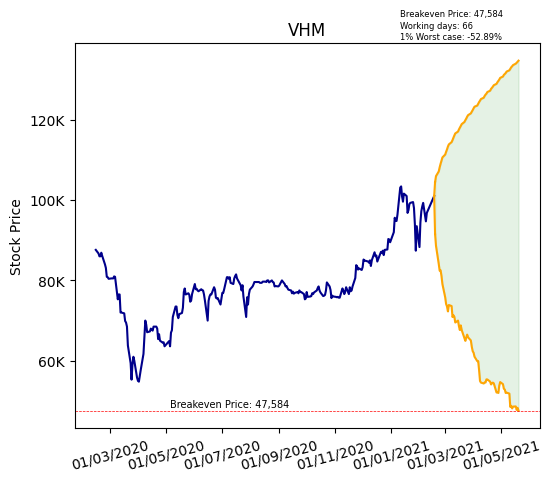 Breakeven Price: 47,584
Working days: 66
1% Worst case: -52.89%
VHM
Stock Price
120K
100K
80K
60K
Breakeven Price: 47,584
01/03/2020
01/05/2020
01/07/2020
01/09/2020
01/11/2020
01/01/2021
01/03/2021
01/05/2021